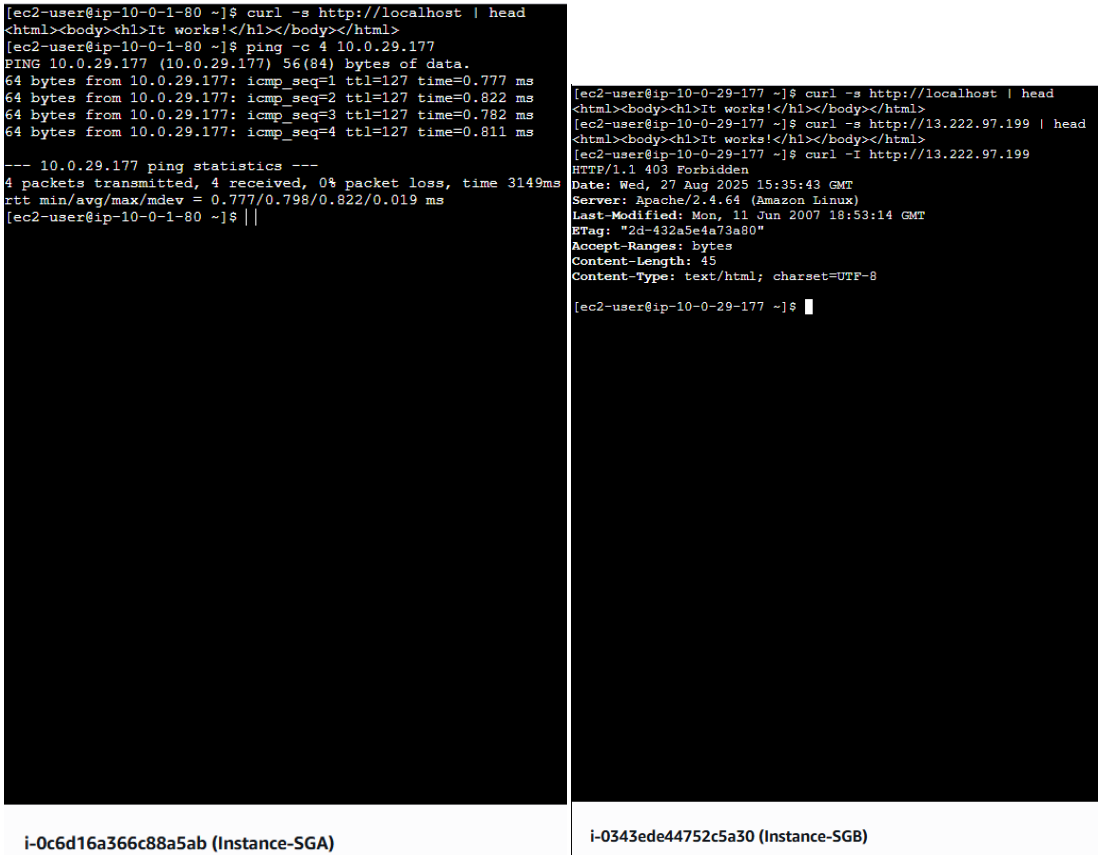 [ec2-user@ip-10-0-1-80 ~]$ curl -s http://localhost | head
<html><body><h1>It works!</h1></body></html>
[ec2-user@ip-10-0-1-80 ~]$ ping -c 4 10.0.29.177
PING 10.0.29.177 (10.0.29.177) 56(84) bytes of data.
64 bytes from 10.0.29.177: icmp_seq=1 ttl=127 time=0.777 ms
64 bytes from 10.0.29.177: icmp_seq=2 ttl=127 time=0.822 ms
64 bytes from 10.0.29.177: icmp_seq=3 ttl=127 time=0.782 ms
64 bytes from 10.0.29.177: icmp_seq=4 ttl=127 time=0.811 ms
--- 10.0.29.177 ping statistics ---
4 packets transmitted, 4 received, 0% packet loss, time 3149ms
rtt min/avg/max/mdev = 0.777/0.798/0.822/0.019 ms
[ec2-user@ip-10-0-1-80 ~]$
i-0c6d16a366c88a5ab (Instance-SGA)
[ec2-user@ip-10-0-29-177 ~]$ curl -s http://localhost | head
<html><body><h1>It works!</h1></body></html>
[ec2-user@ip-10-0-29-177 ~]$ curl -s http://13.222.97.199 | head
<html><body><h1>It works!</h1></body></html>
[ec2-user@ip-10-0-29-177 ~]$ curl -I http://13.222.97.199
HTTP/1.1 403 Forbidden
Date: Wed, 27 Aug 2025 15:35:43 GMT
Server: Apache/2.4.64 (Amazon Linux)
Last-Modified: Mon, 11 Jun 2007 18:53:14 GMT
ETag: "2d-432a5e4a73a80"
Accept-Ranges: bytes
Content-Length: 45
Content-Type: text/html; charset=UTF-8
[ec2-user@ip-10-0-29-177 ~]$
i-0343ede44752c5a30 (Instance-SGB)